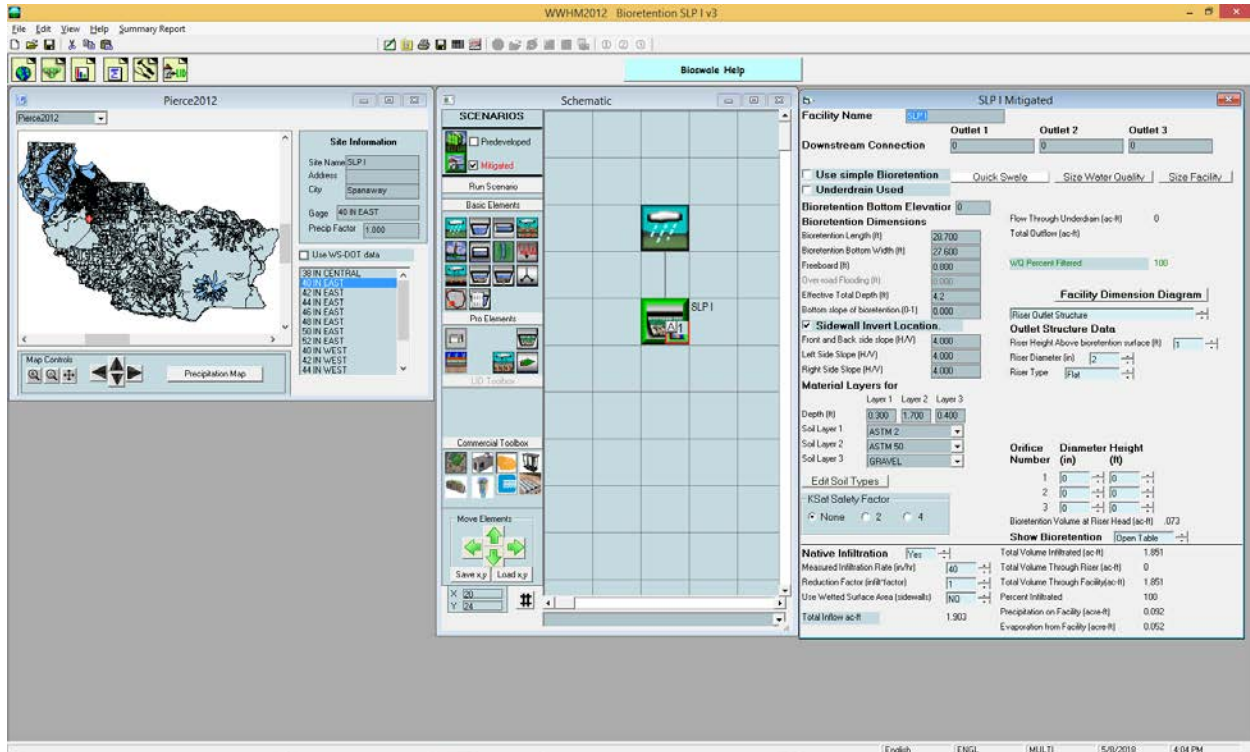 WWHM2012 Bioretention SLP I v3
File Edit View Help Summary Report
Bioswale Help
Pierce2012
Pierce2012
Site Information
Site Name SLP I
Address
City Spanaway
Gage 40 IN EAST
Precip Factor 1.000
Use WS-DOT data
38 IN CENTRAL
40 IN EAST
42 IN EAST
44 IN EAST
46 IN EAST
48 IN EAST
50 IN EAST
52 IN EAST
40 IN WEST
42 IN WEST
44 IN WEST
Map Controls
Precipitation Map
Schematic
SCENARIOS
Predeveloped
Mitigated
Run Scenario
Basic Elements
Pro Elements
LID Toolbox
Commercial Toolbox
Move Elements
Save x,y Load x,y
X 20
Y 24
SLP I
A 1
SLP I Mitigated
Facility Name SLP I
Outlet 1 Outlet 2 Outlet 3
Downstream Connection 0 0 0
Use simple Bioretention Quick Swale Size Water Quality Size Facility
Underdrain Used
Bioretention Bottom Elevatior 0
Bioretention Dimensions
Bioretention Length (ft) 28.700
Bioretention Bottom Width (ft) 27.600
Freeboard (ft) 0.800
Over-road Flooding (ft) 0.000
Effective Total Depth (ft) 4.2
Bottom slope of bioretention.(0-1) 0.000
Sidewall Invert Location.
Front and Back side slope (H/V) 4.000
Left Side Slope (H/V) 4.000
Right Side Slope (H/V) 4.000
Material Layers for
Layer 1 Layer 2 Layer 3
Depth (ft) 0.300 1.700 0.400
Soil Layer 1 ASTM 2
Soil Layer 2 ASTM 50
Soil Layer 3 GRAVEL
Edit Soil Types
KSat Safety Factor
None 2 4
Flow Through Underdrain (ac-ft) 0
Total Outflow (ac-ft)
WQ Percent Filtered 100
Facility Dimension Diagram
Riser Outlet Structure
Outlet Structure Data
Riser Height Above bioretention surface (ft) 1
Riser Diameter (in) 2
Riser Type Flat
Orifice Diameter Height
Number (in) (ft)
1 0 0
2 0 0
3 0 0
Bioretention Volume at Riser Head (ac-ft) .073
Show Bioretention Open Table
Native Infiltration Yes
Measured Infiltration Rate (in/hr) 40
Reduction Factor (infilt*factor) 1
Use Wetted Surface Area (sidewalls) NO
Total Inflow ac-ft 1.903
Total Volume Infiltrated (ac-ft) 1.851
Total Volume Through Riser (ac-ft) 0
Total Volume Through Facility(ac-ft) 1.851
Percent Infiltrated 100
Precipitation on Facility (acre-ft) 0.092
Evaporation from Facility (acre-ft) 0.052
English ENGL MULTI 5/8/2018 4:04 PM